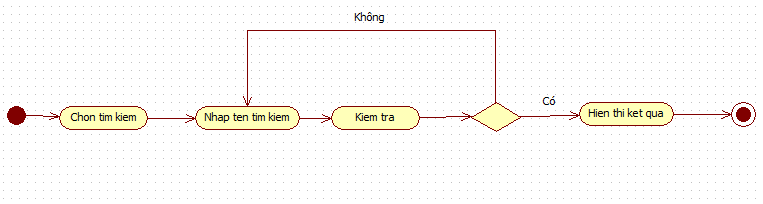 Không
Chon tim kiem
Nhap ten tim kiem
Kiem tra
Có
Hien thi ket qua